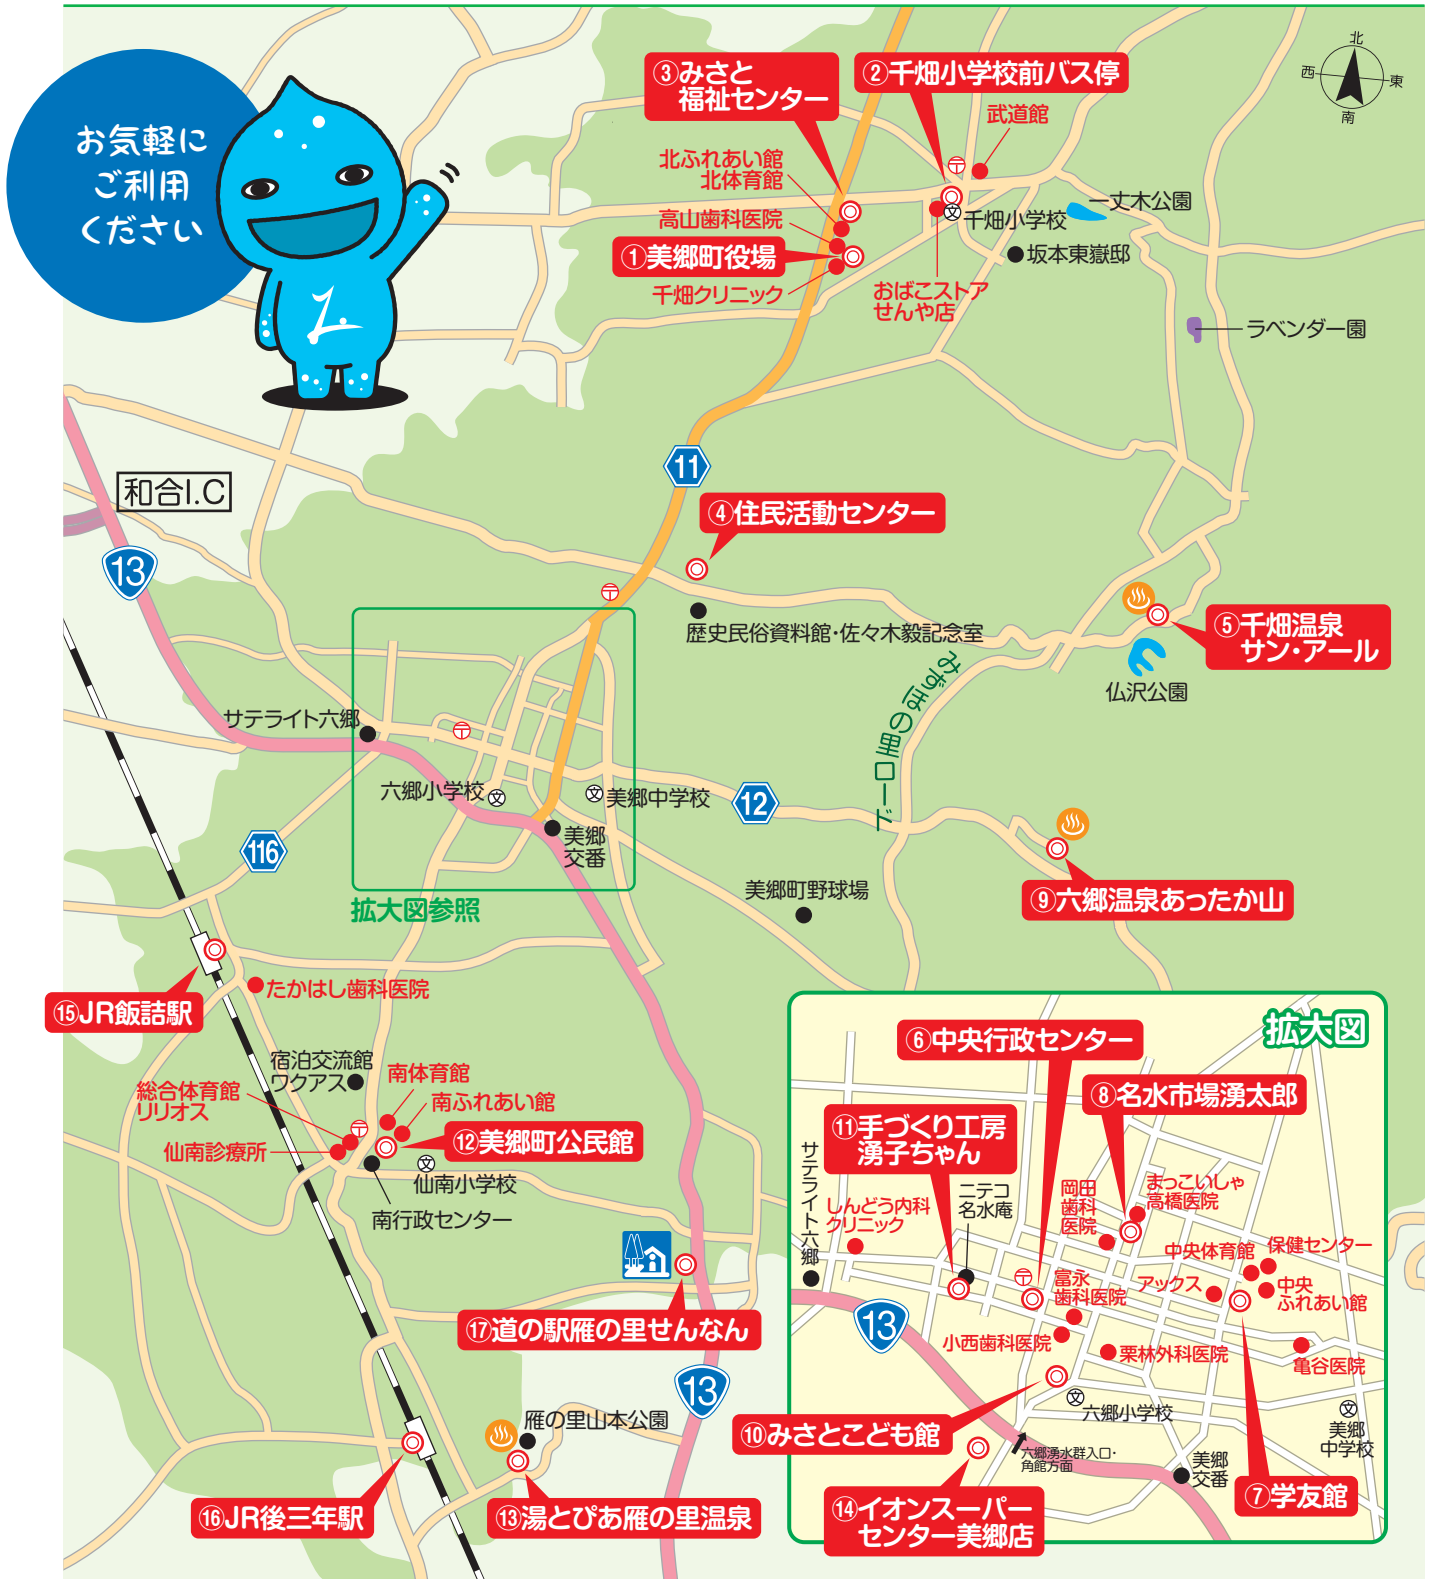 お気軽に
ご利用
ください
北
西
東
南
③みさと
福祉センター
②千畑小学校前バス停
武道館
北ふれあい館
北体育館
高山歯科医院
①美郷町役場
千畑クリニック
文
千畑小学校
一丈木公園
坂本東嶽邸
おばこストア
せんや店
ラベンダー園
11
和合I.C
13
④住民活動センター
歴史民俗資料館・佐々木毅記念室
⑤千畑温泉
サン・アール
仏沢公園
みずほの里ロード
サテライト六郷
六郷小学校
文
文
美郷中学校
12
美郷
交番
116
拡大図参照
美郷町野球場
⑨六郷温泉あったか山
⑮JR飯詰駅
たかはし歯科医院
宿泊交流館
ワクアス
総合体育館
リリオス
南体育館
南ふれあい館
⑫美郷町公民館
仙南診療所
文
仙南小学校
南行政センター
⑰道の駅雁の里せんなん
13
雁の里山本公園
⑯JR後三年駅
⑬湯とぴあ雁の里温泉
拡大図
⑥中央行政センター
⑧名水市場湧太郎
⑪手づくり工房
湧子ちゃん
サテライト六郷
しんどう内科
クリニック
ニテコ
名水庵
岡田
歯科
医院
まっこいしゃ
高橋医院
中央体育館
保健センター
アックス
中央
ふれあい館
富永
歯科医院
13
小西歯科医院
栗林外科医院
亀谷医院
文
六郷小学校
文
美郷
中学校
⑩みさとこども館
六郷湧水群入口・
角館方面
美郷
交番
⑦学友館
⑭イオンスーパー
センター美郷店